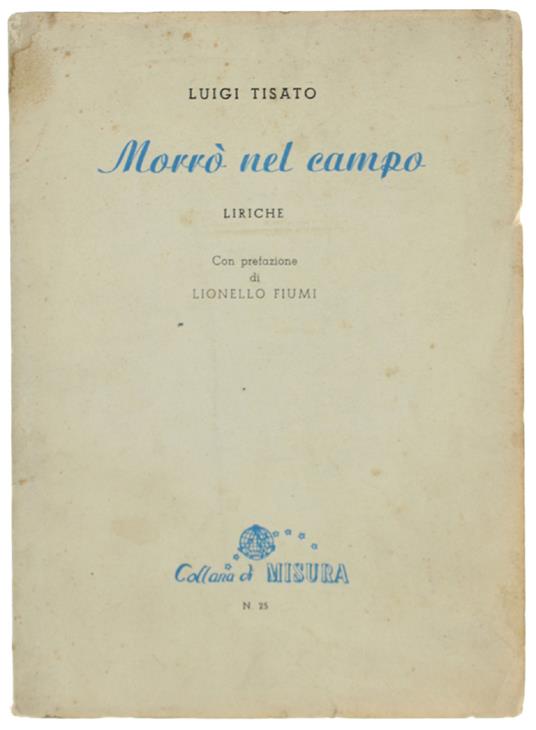 LUIGI TISATO
Morrò nel campo
LIRICHE
Con prefazione
di
LIONELLO FIUMI
Collana di MISURA
N. 25